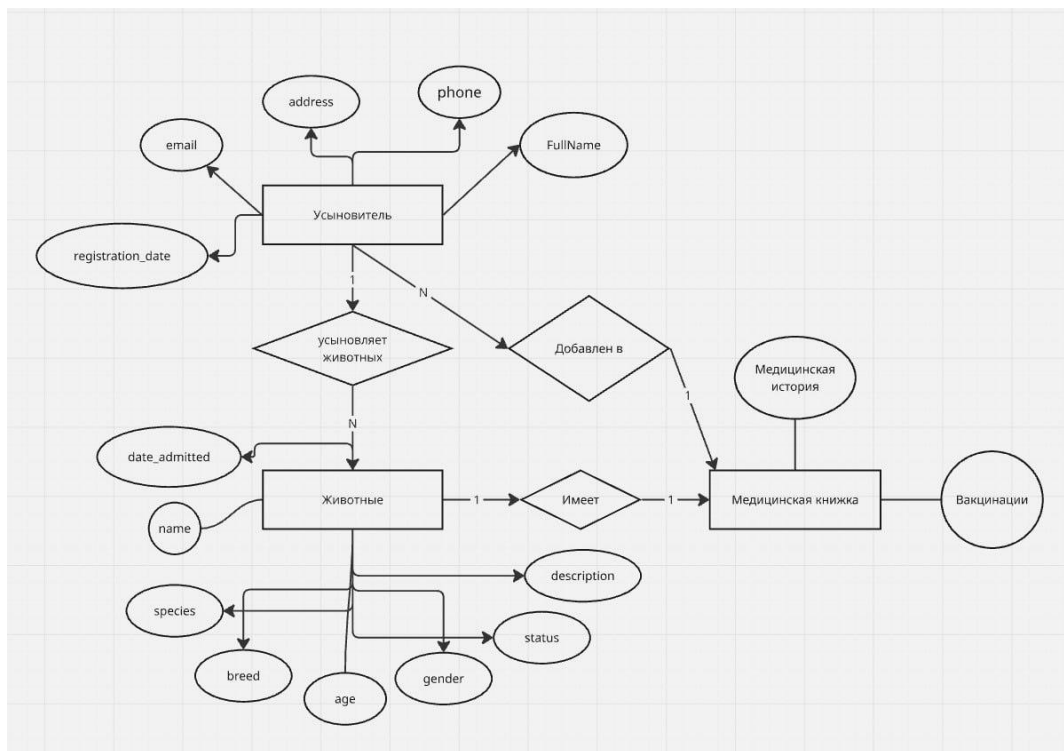 phone
address
email
FullName
Усыновитель
registration_date
1
N
усыновляет
животных
Добавлен в
Медицинская
история
1
N
date_admitted
Животные
1
Имеет
1
Медицинская книжка
Вакцинации
name
description
species
status
breed
gender
age